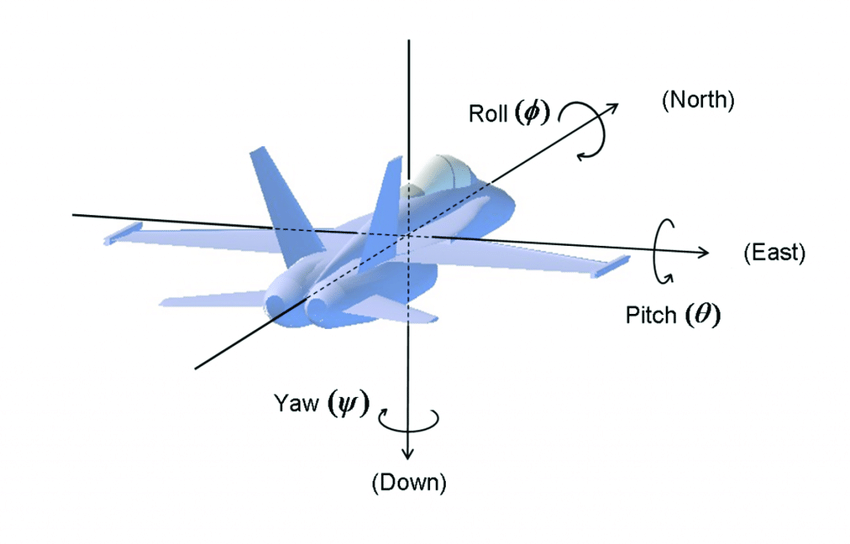 Roll (ϕ)
(North)
(East)
Pitch (θ)
Yaw (ψ)
(Down)